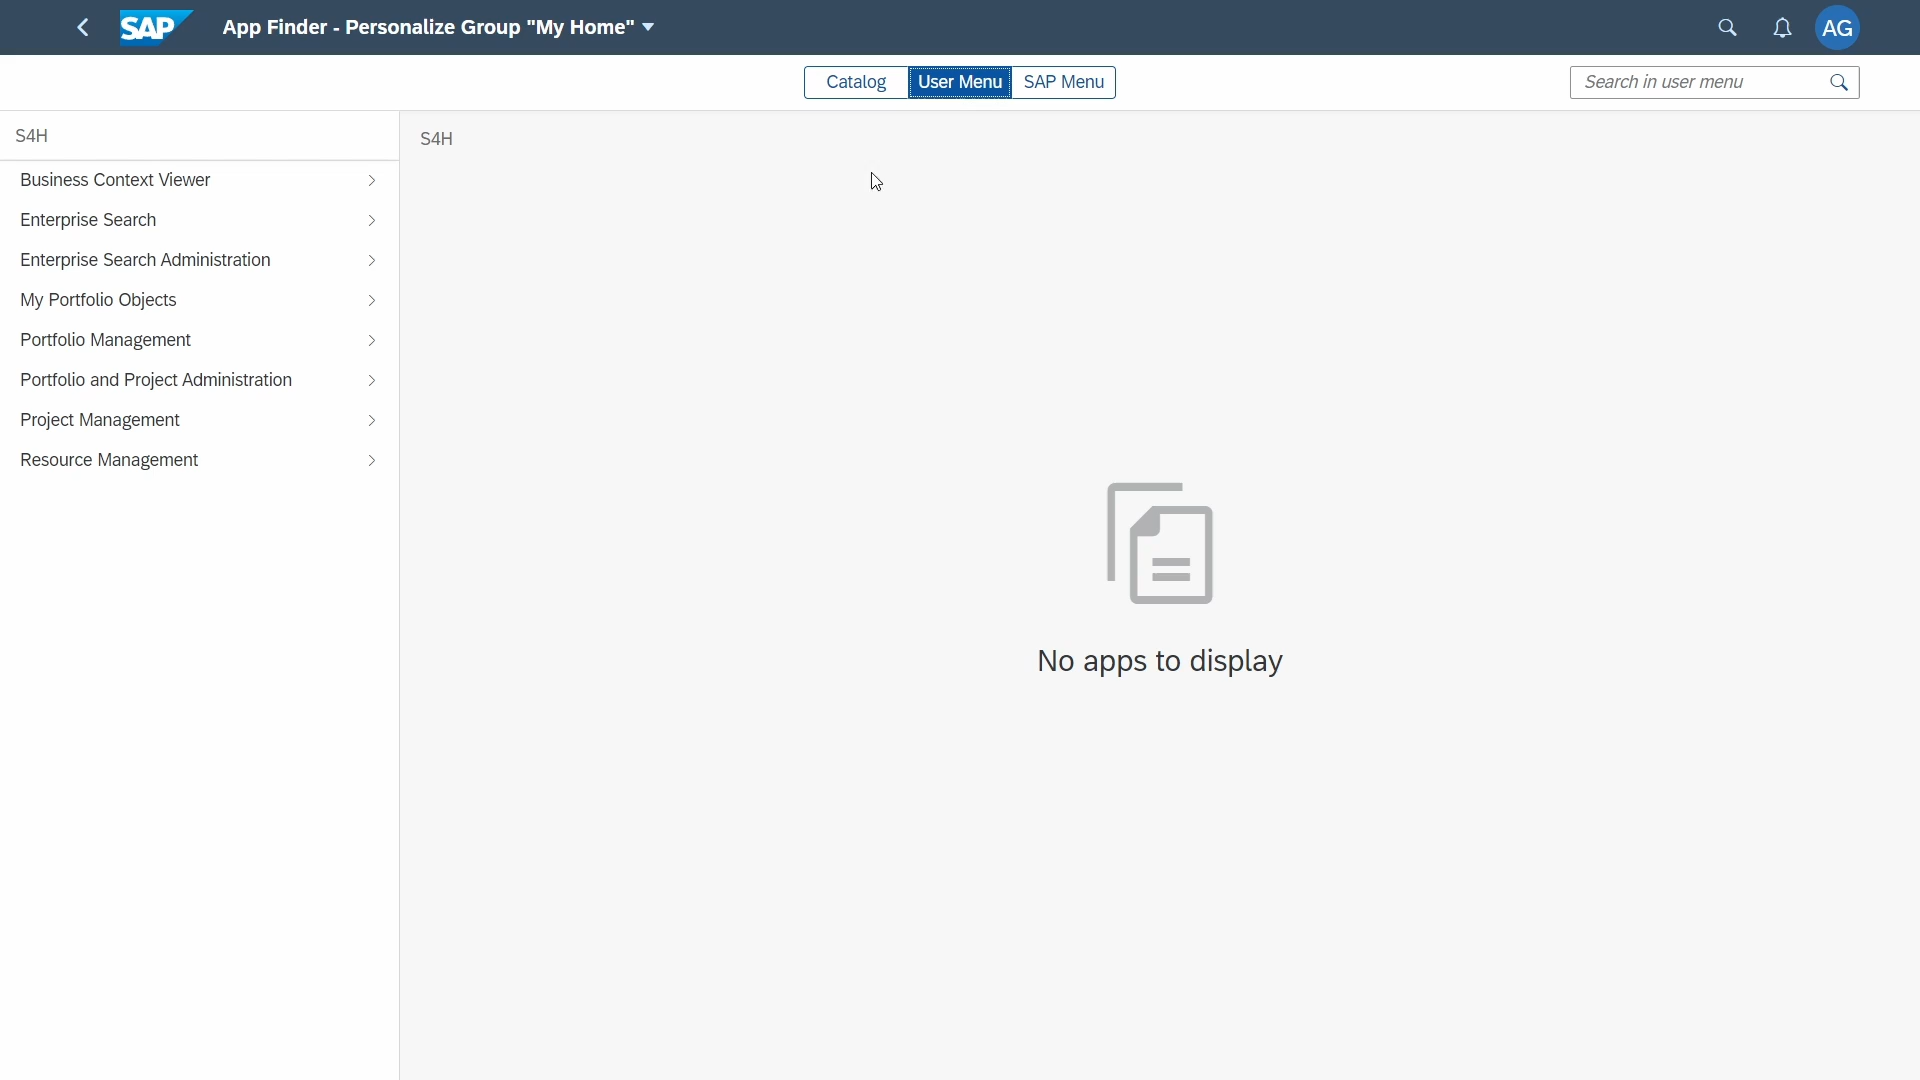 SAP App Finder - Personalize Group "My Home" AG
Catalog User Menu SAP Menu Search in user menu
S4H
S4H
Business Context Viewer
Enterprise Search
Enterprise Search Administration
My Portfolio Objects
Portfolio Management
Portfolio and Project Administration
Project Management
Resource Management
No apps to display